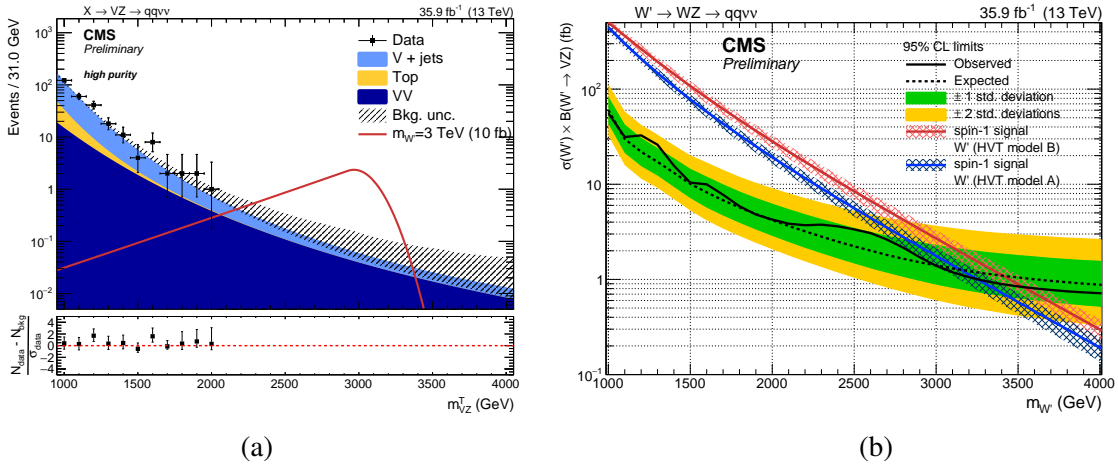 X → VZ → qqνν
35.9 fb⁻¹ (13 TeV)
Events / 31.0 GeV
10³
10²
10
1
10⁻¹
10⁻²
CMS
Preliminary
high purity
Data
V + jets
Top
VV
Bkg. unc.
m_W'=3 TeV (10 fb)
N_data - N_bkg
σ_data
4
2
0
−2
−4
1000 1500 2000 2500 3000 3500 4000
m^T_VZ (GeV)
(a)
W' → WZ → qqνν
35.9 fb⁻¹ (13 TeV)
σ(W') × B(W' → VZ) (fb)
10²
10
1
10⁻¹
CMS
Preliminary
95% CL limits
Observed
Expected
± 1 std. deviation
± 2 std. deviations
spin-1 signal
W' (HVT model B)
spin-1 signal
W' (HVT model A)
1000 1500 2000 2500 3000 3500 4000
m_W' (GeV)
(b)